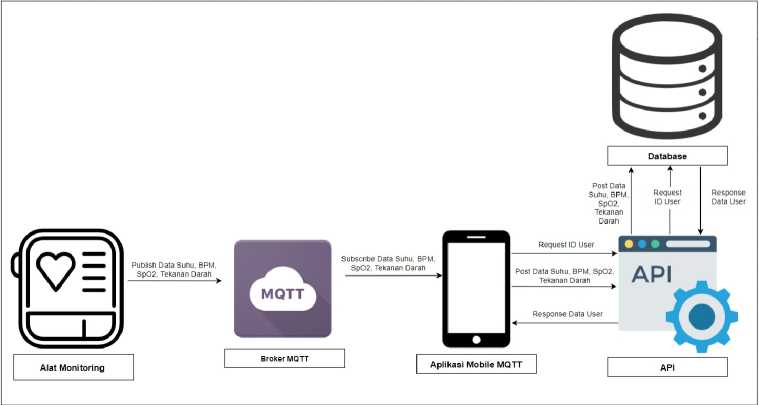 Database
Post Data
Suhu, BPM,
SpO2,
Tekanan
Darah
Request
ID User
Response
Data User
Publish Data Suhu, BPM,
SpO2, Tekanan Darah
MQTT
Subscribe Data Suhu, BPM,
SpO2, Tekanan Darah
Request ID User
Post Data Suhu, BPM, SpO2,
Tekanan Darah
Response Data User
API
Alat Monitoring
Broker MQTT
Aplikasi Mobile MQTT
API